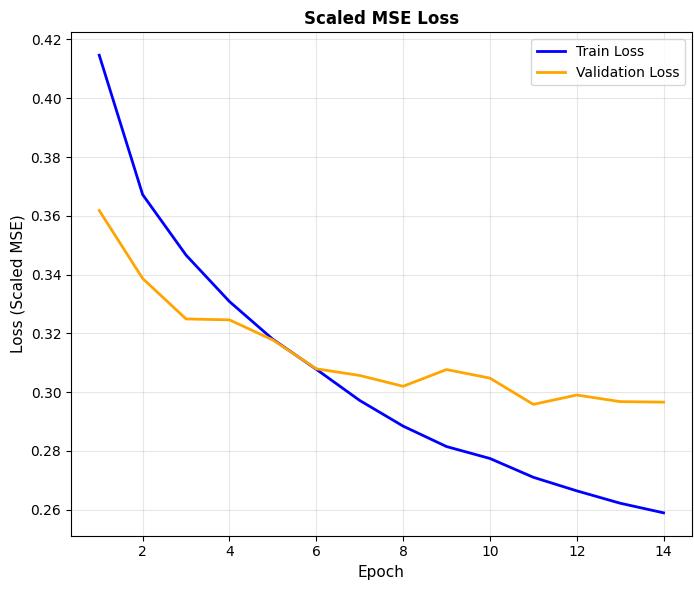 Scaled MSE Loss
Train Loss
Validation Loss
Loss (Scaled MSE)
0.42
0.40
0.38
0.36
0.34
0.32
0.30
0.28
0.26
2 4 6 8 10 12 14
Epoch